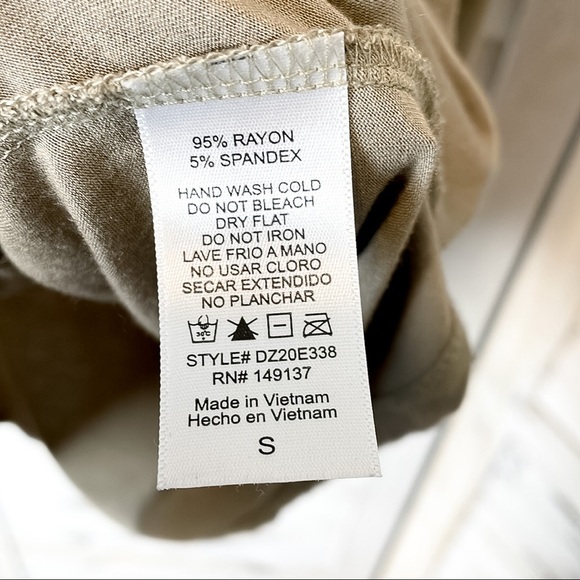 95% RAYON
5% SPANDEX
HAND WASH COLD
DO NOT BLEACH
DRY FLAT
DO NOT IRON
LAVE FRIO A MANO
NO USAR CLORO
SECAR EXTENDIDO
NO PLANCHAR
30°C
STYLE# DZ20E338
RN# 149137
Made in Vietnam
Hecho en Vietnam
S